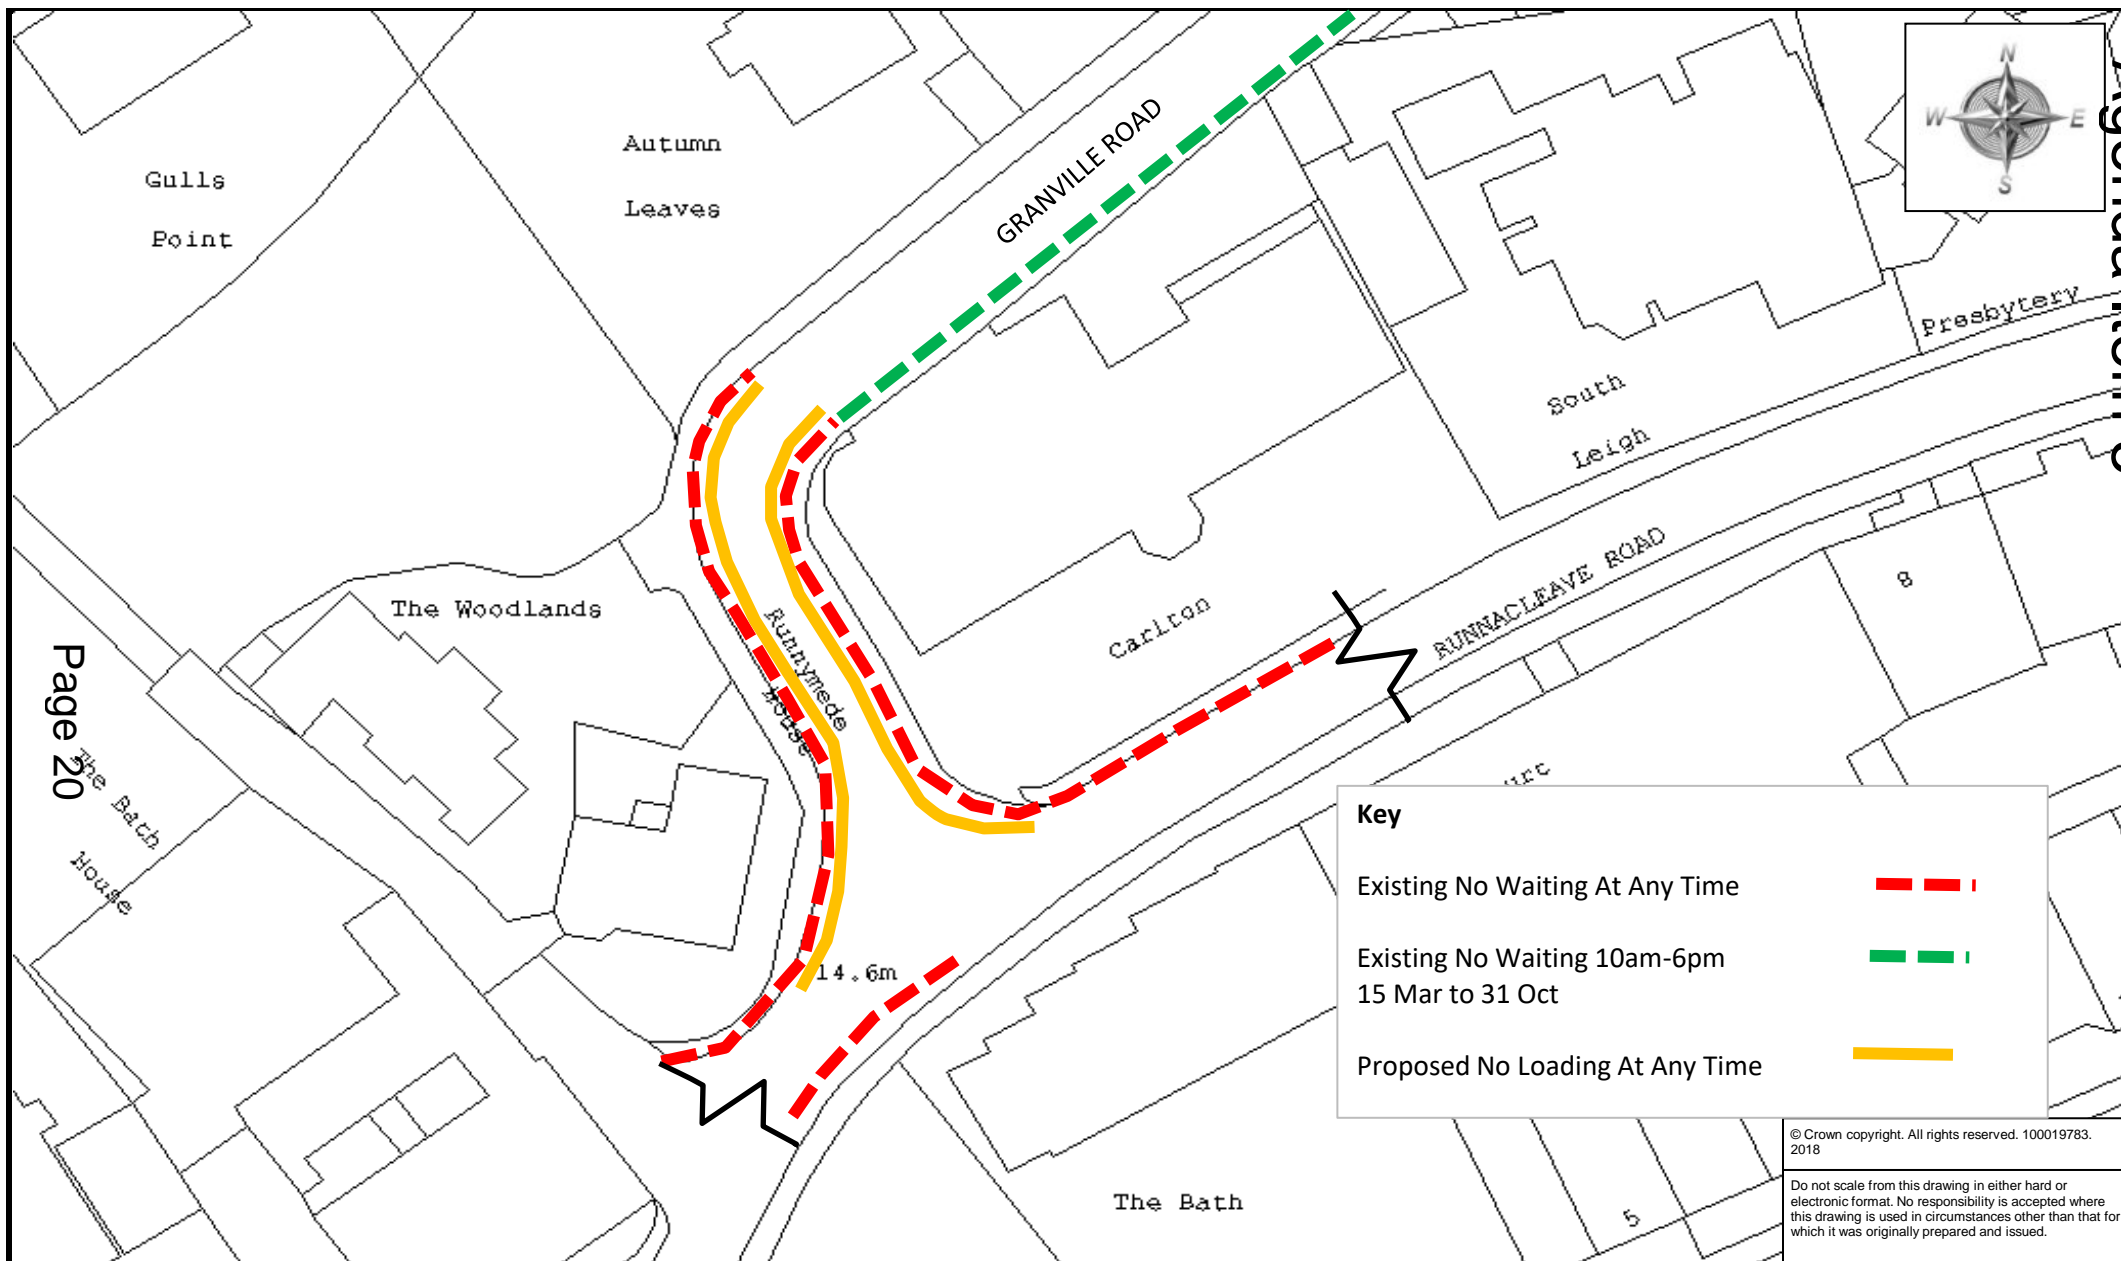 N
W
E
S
GRANVILLE ROAD
Autumn
Leaves
Gulls
Point
Presbytery
South
Leigh
RUNNACLEAVE ROAD
8
The Woodlands
Carlton
Runnymede
House
Page 20
The Bath
House
14.6m
Key
Existing No Waiting At Any Time
Existing No Waiting 10am-6pm
15 Mar to 31 Oct
Proposed No Loading At Any Time
The Bath
5
© Crown copyright. All rights reserved. 100019783.
2018
Do not scale from this drawing in either hard or
electronic format. No responsibility is accepted where
this drawing is used in circumstances other than that for
which it was originally prepared and issued.